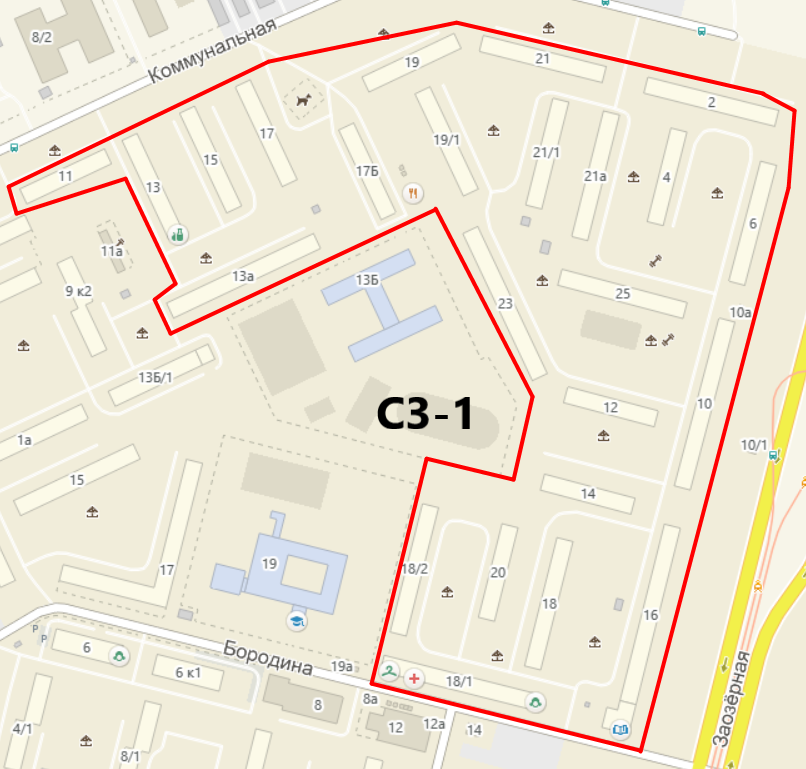 8/2
Коммунальная
19
21
2
17
19/1
15
21/1
17Б
11
13
21а
4
6
11а
13а
13Б
9 к2
25
23
10а
13Б/1
С3-1
12
10
1а
10/1
15
14
19
18/2
20
17
18
16
Бородина
19а
6
6 к1
18/1
8а
8
12
12а
14
4/1
8/1
Заозёрная
Р
Р